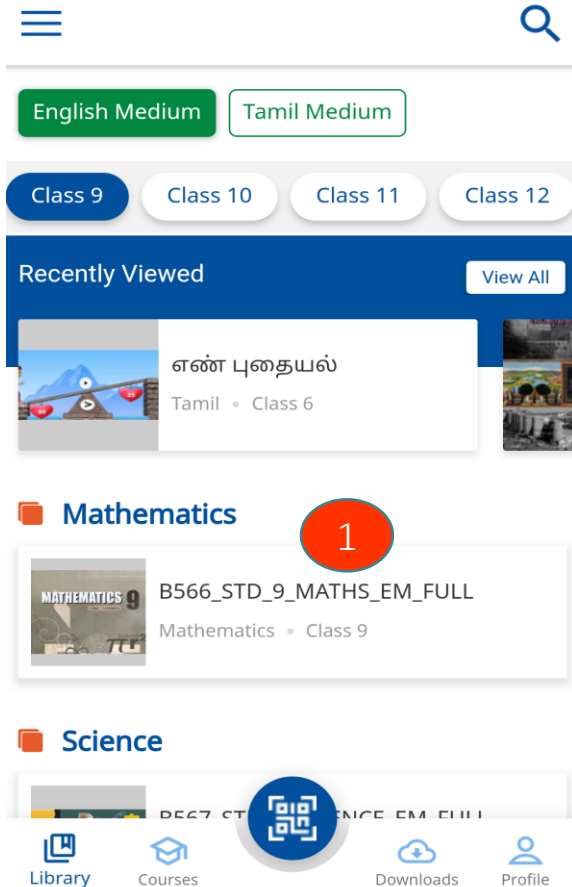 English Medium Tamil Medium
Class 9 Class 10 Class 11 Class 12
Recently Viewed View All
எண் புதையல்
Tamil • Class 6
Mathematics
1
MATHEMATICS 9
B566_STD_9_MATHS_EM_FULL
Mathematics • Class 9
Science
Library Courses Downloads Profile